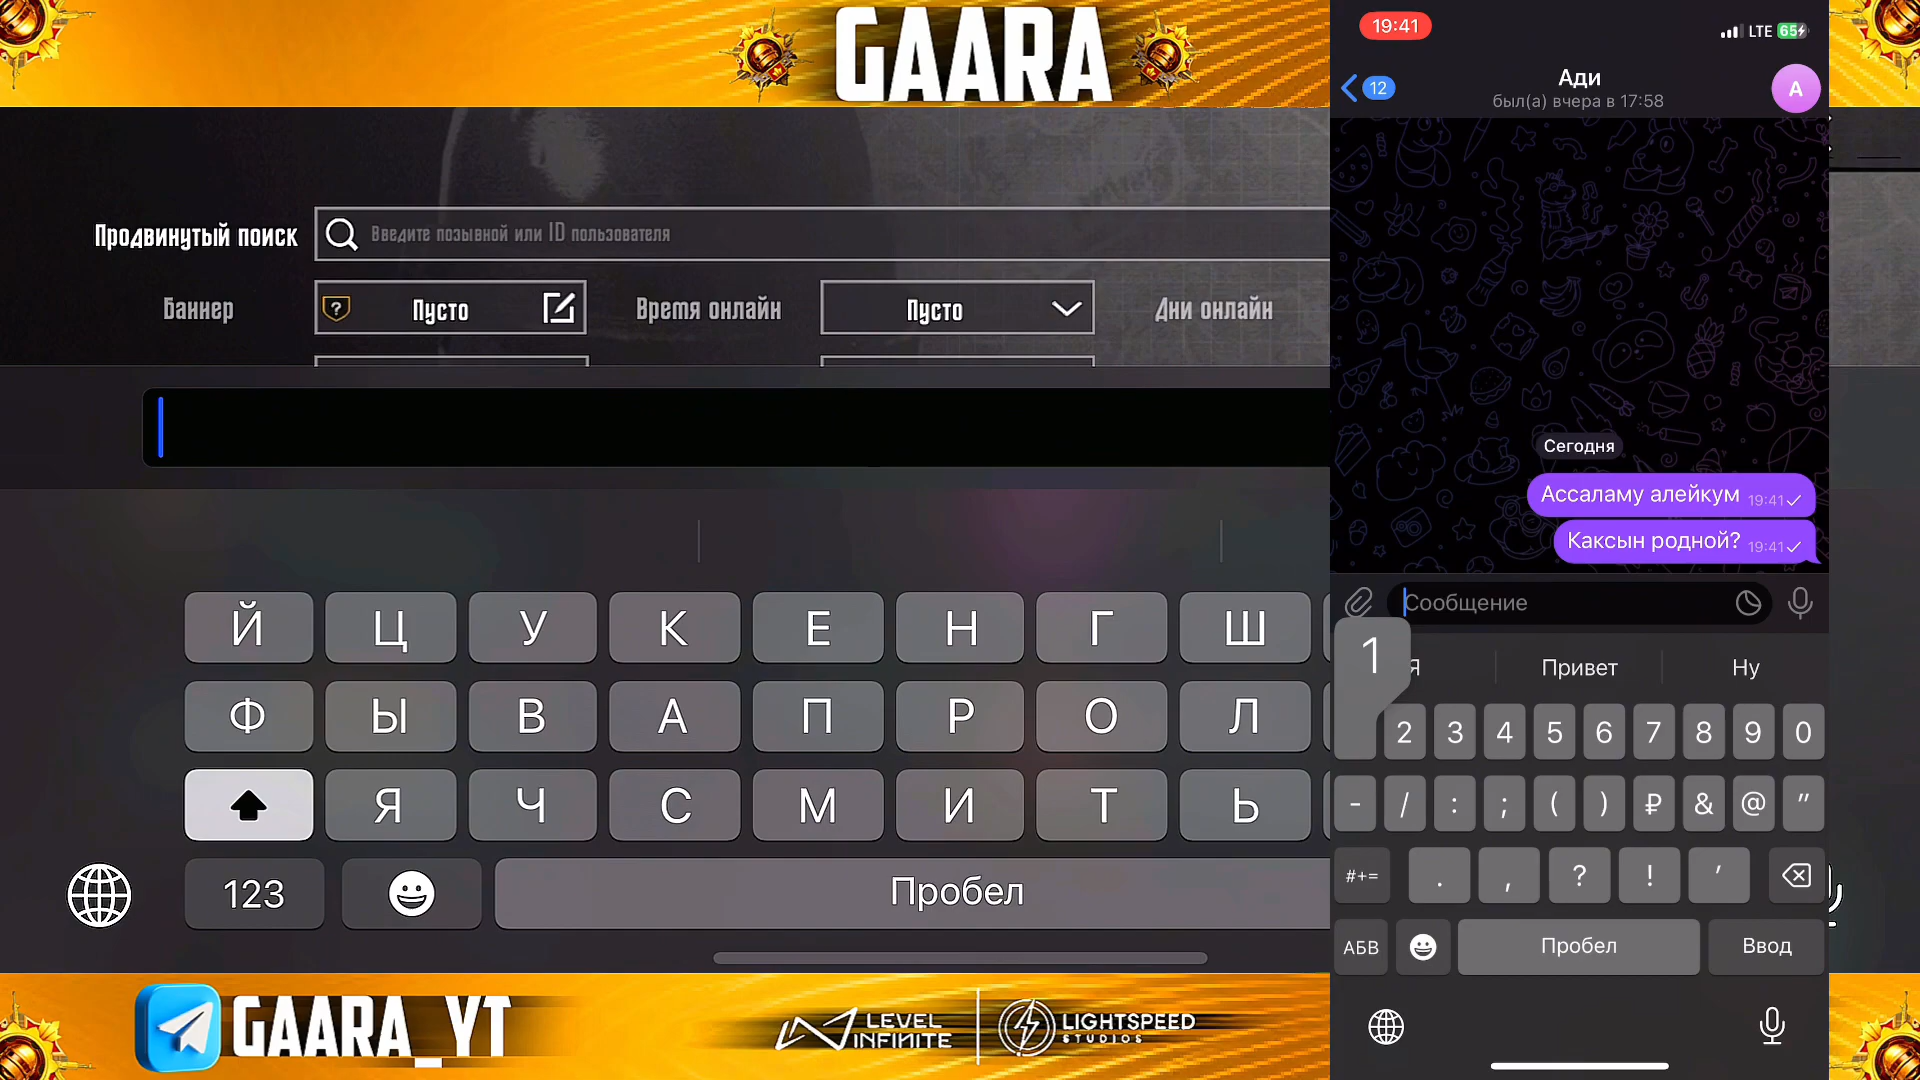 GAARA
19:41
LTE 65
12
Ади
был(а) вчера в 17:58
А
Продвинутый поиск
Введите позывной или ID пользователя
Баннер
?
Пусто
Время онлайн
Пусто
Дни онлайн
Сегодня
Ассаламу алейкум 19:41
Каксын родной? 19:41
Сообщение
Й Ц У К Е Н Г Ш
Ф Ы В А П Р О Л
Я Ч С М И Т Ь
123
Пробел
Я Привет Ну
1 2 3 4 5 6 7 8 9 0
- / : ; ( ) ₽ & @ "
#+= . , ? ! '
АБВ
Пробел
Ввод
GAARA_YT
LEVEL INFINITE
LIGHTSPEED
STUDIOS